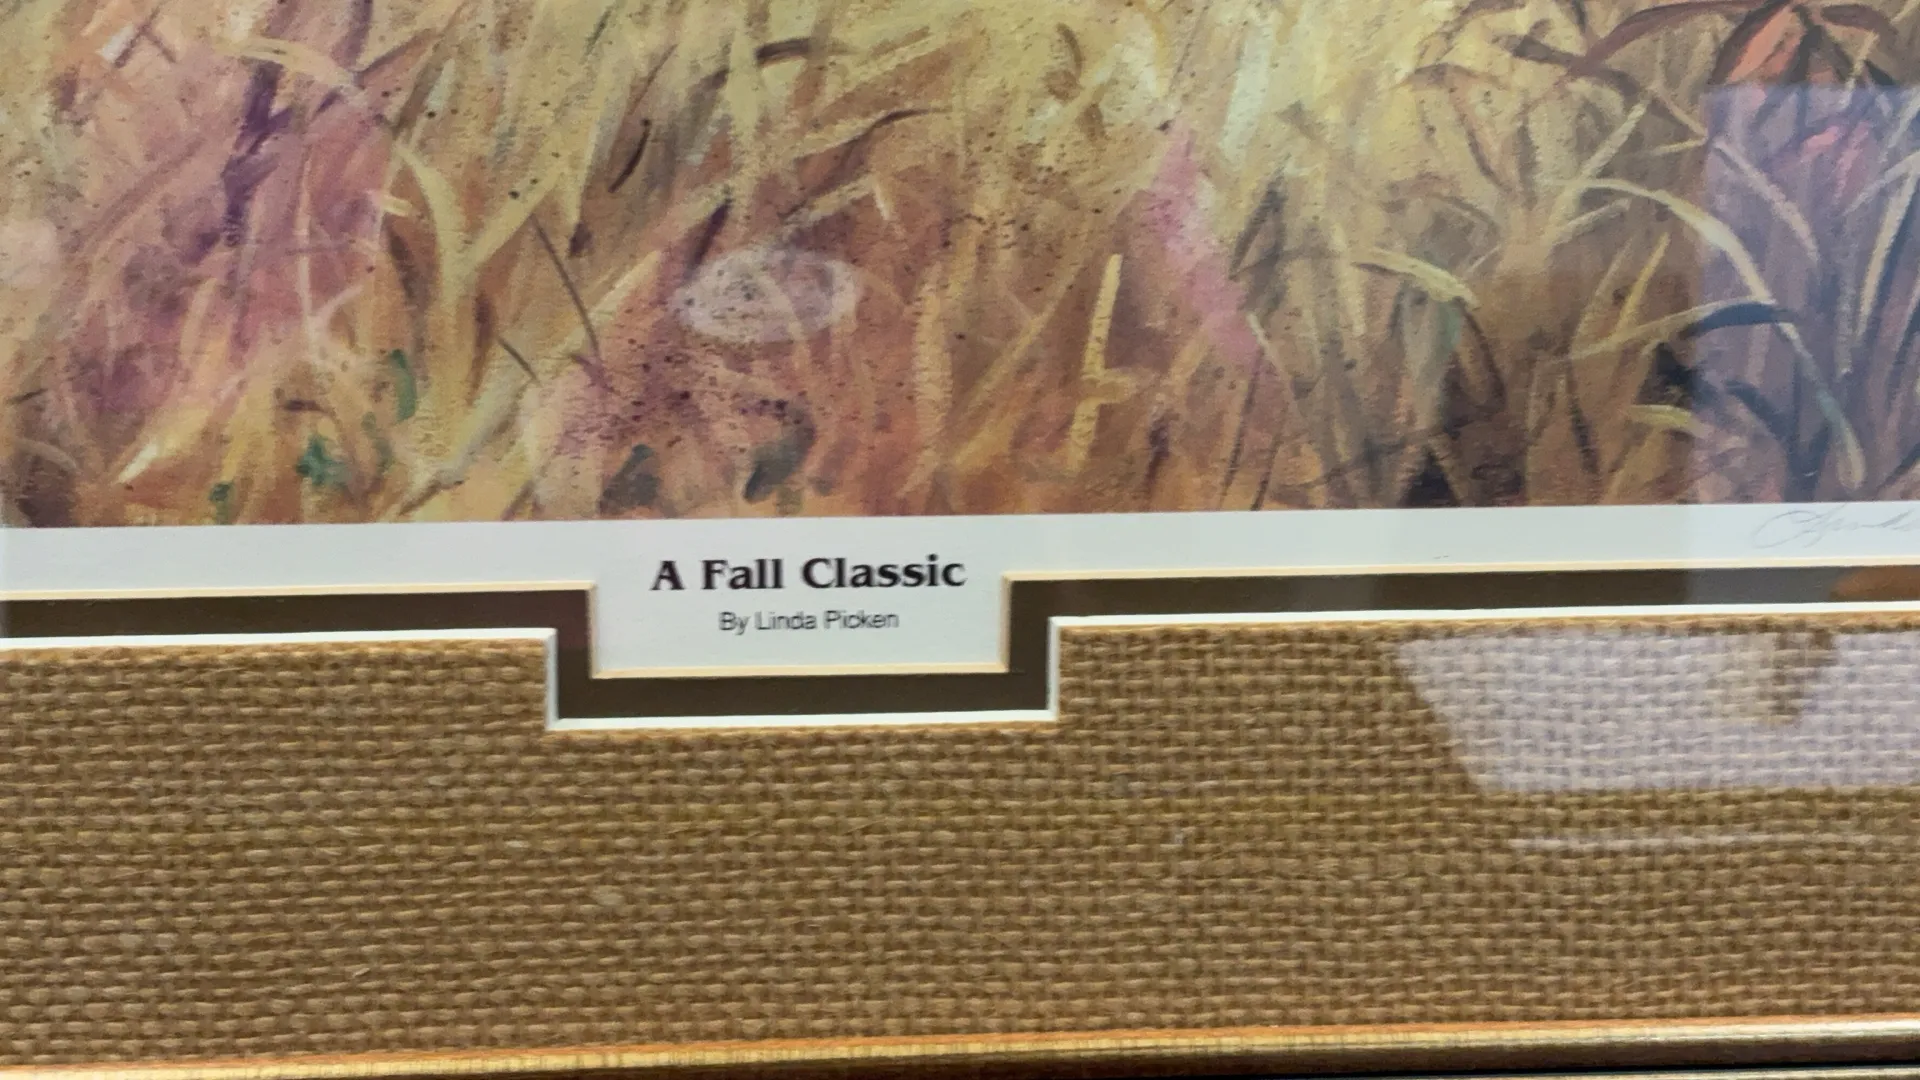 A Fall Classic
By Linda Picken